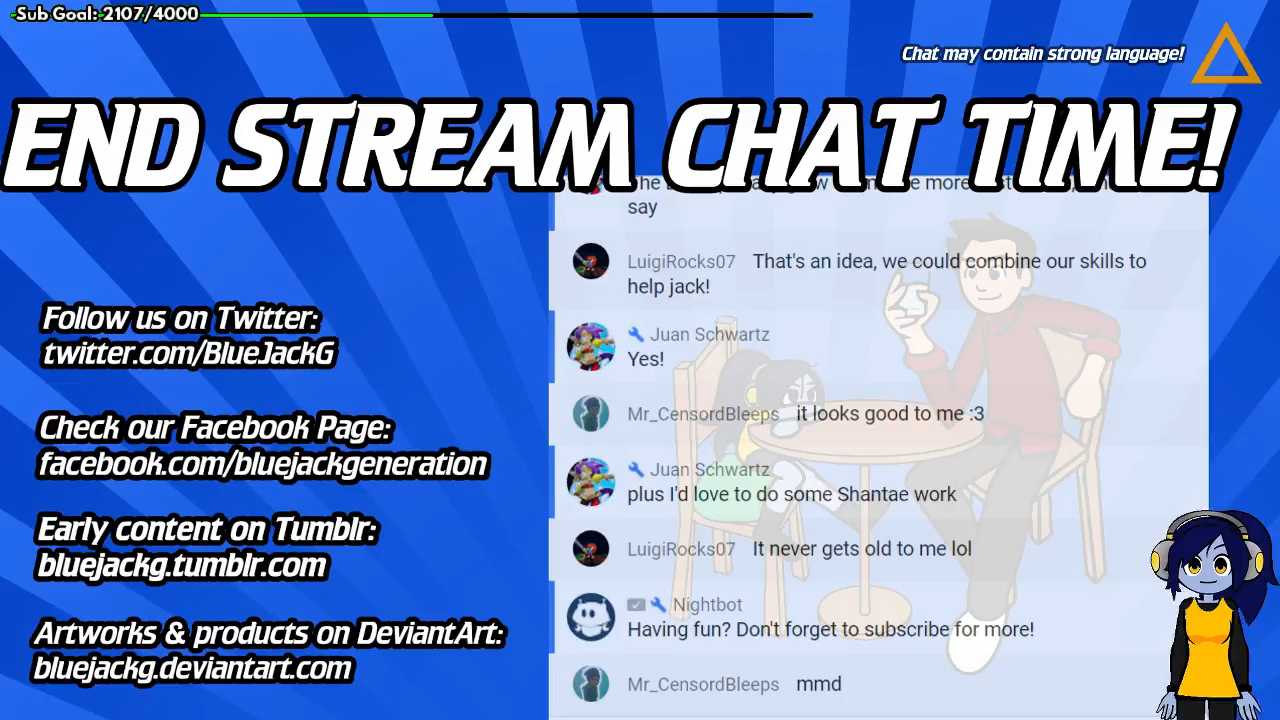 Sub Goal: 2107/4000
Chat may contain strong language!
END STREAM CHAT TIME!
say
LuigiRocks07 That's an idea, we could combine our skills to
help jack!
Juan Schwartz
Yes!
Mr_CensordBleeps it looks good to me :3
Juan Schwartz
plus I'd love to do some Shantae work
LuigiRocks07 It never gets old to me lol
Nightbot
Having fun? Don't forget to subscribe for more!
Mr_CensordBleeps mmd
Follow us on Twitter:
twitter.com/BlueJackG
Check our Facebook Page:
facebook.com/bluejackgeneration
Early content on Tumblr:
bluejackg.tumblr.com
Artworks & products on DeviantArt:
bluejackg.deviantart.com